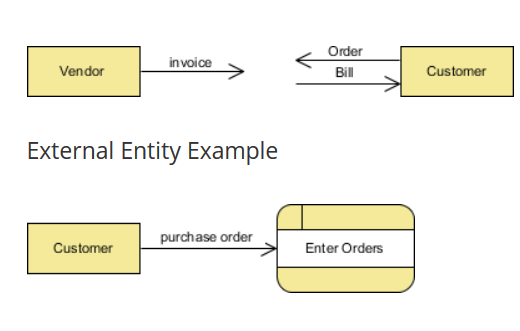 Vendor
invoice
Order
Bill
Customer
External Entity Example
Customer
purchase order
Enter Orders